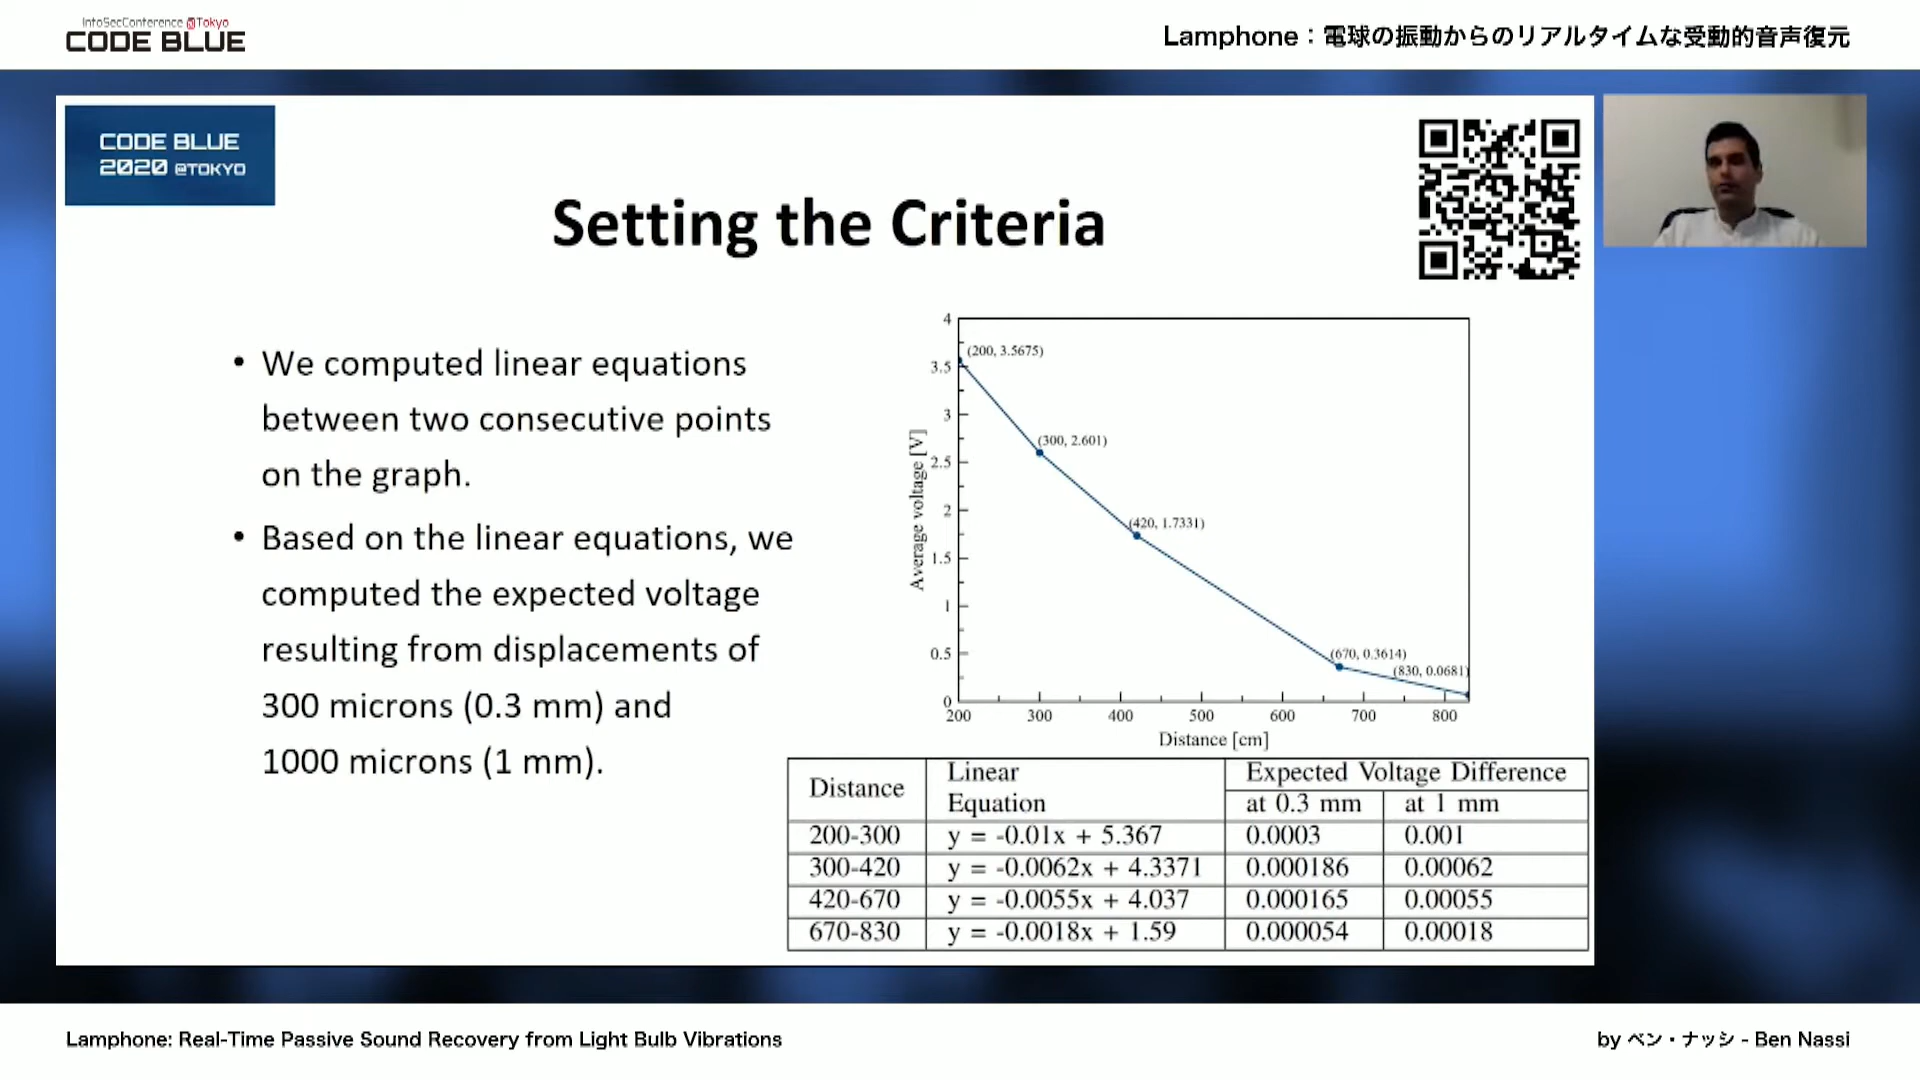 InfoSecConference @Tokyo
CODE BLUE
Lamphone：電球の振動からのリアルタイムな受動的音声復元
CODE BLUE
2020 @TOKYO
Setting the Criteria
• We computed linear equations
between two consecutive points
on the graph.
• Based on the linear equations, we
computed the expected voltage
resulting from displacements of
300 microns (0.3 mm) and
1000 microns (1 mm).
Average voltage [V]
4
3.5
3
2.5
2
1.5
1
0.5
0
(200, 3.5675)
(300, 2.601)
(420, 1.7331)
(670, 0.3614)
(830, 0.0681)
200 300 400 500 600 700 800
Distance [cm]
Distance Linear Equation Expected Voltage Difference
at 0.3 mm at 1 mm
200-300 y = -0.01x + 5.367 0.0003 0.001
300-420 y = -0.0062x + 4.3371 0.000186 0.00062
420-670 y = -0.0055x + 4.037 0.000165 0.00055
670-830 y = -0.0018x + 1.59 0.000054 0.00018
Lamphone: Real-Time Passive Sound Recovery from Light Bulb Vibrations
by ベン・ナッシ - Ben Nassi